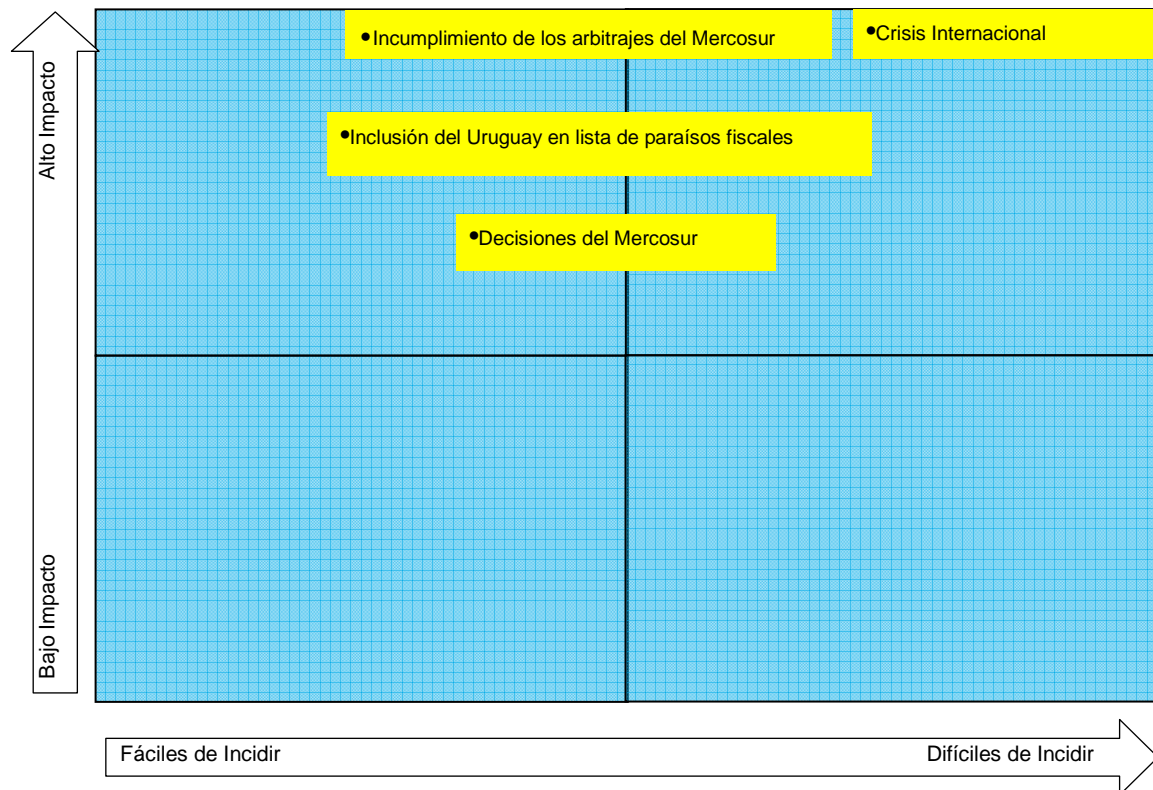 •Incumplimiento de los arbitrajes del Mercosur
•Crisis Internacional
Alto Impacto
•Inclusión del Uruguay en lista de paraísos fiscales
•Decisiones del Mercosur
Bajo Impacto
Fáciles de Incidir
Difíciles de Incidir